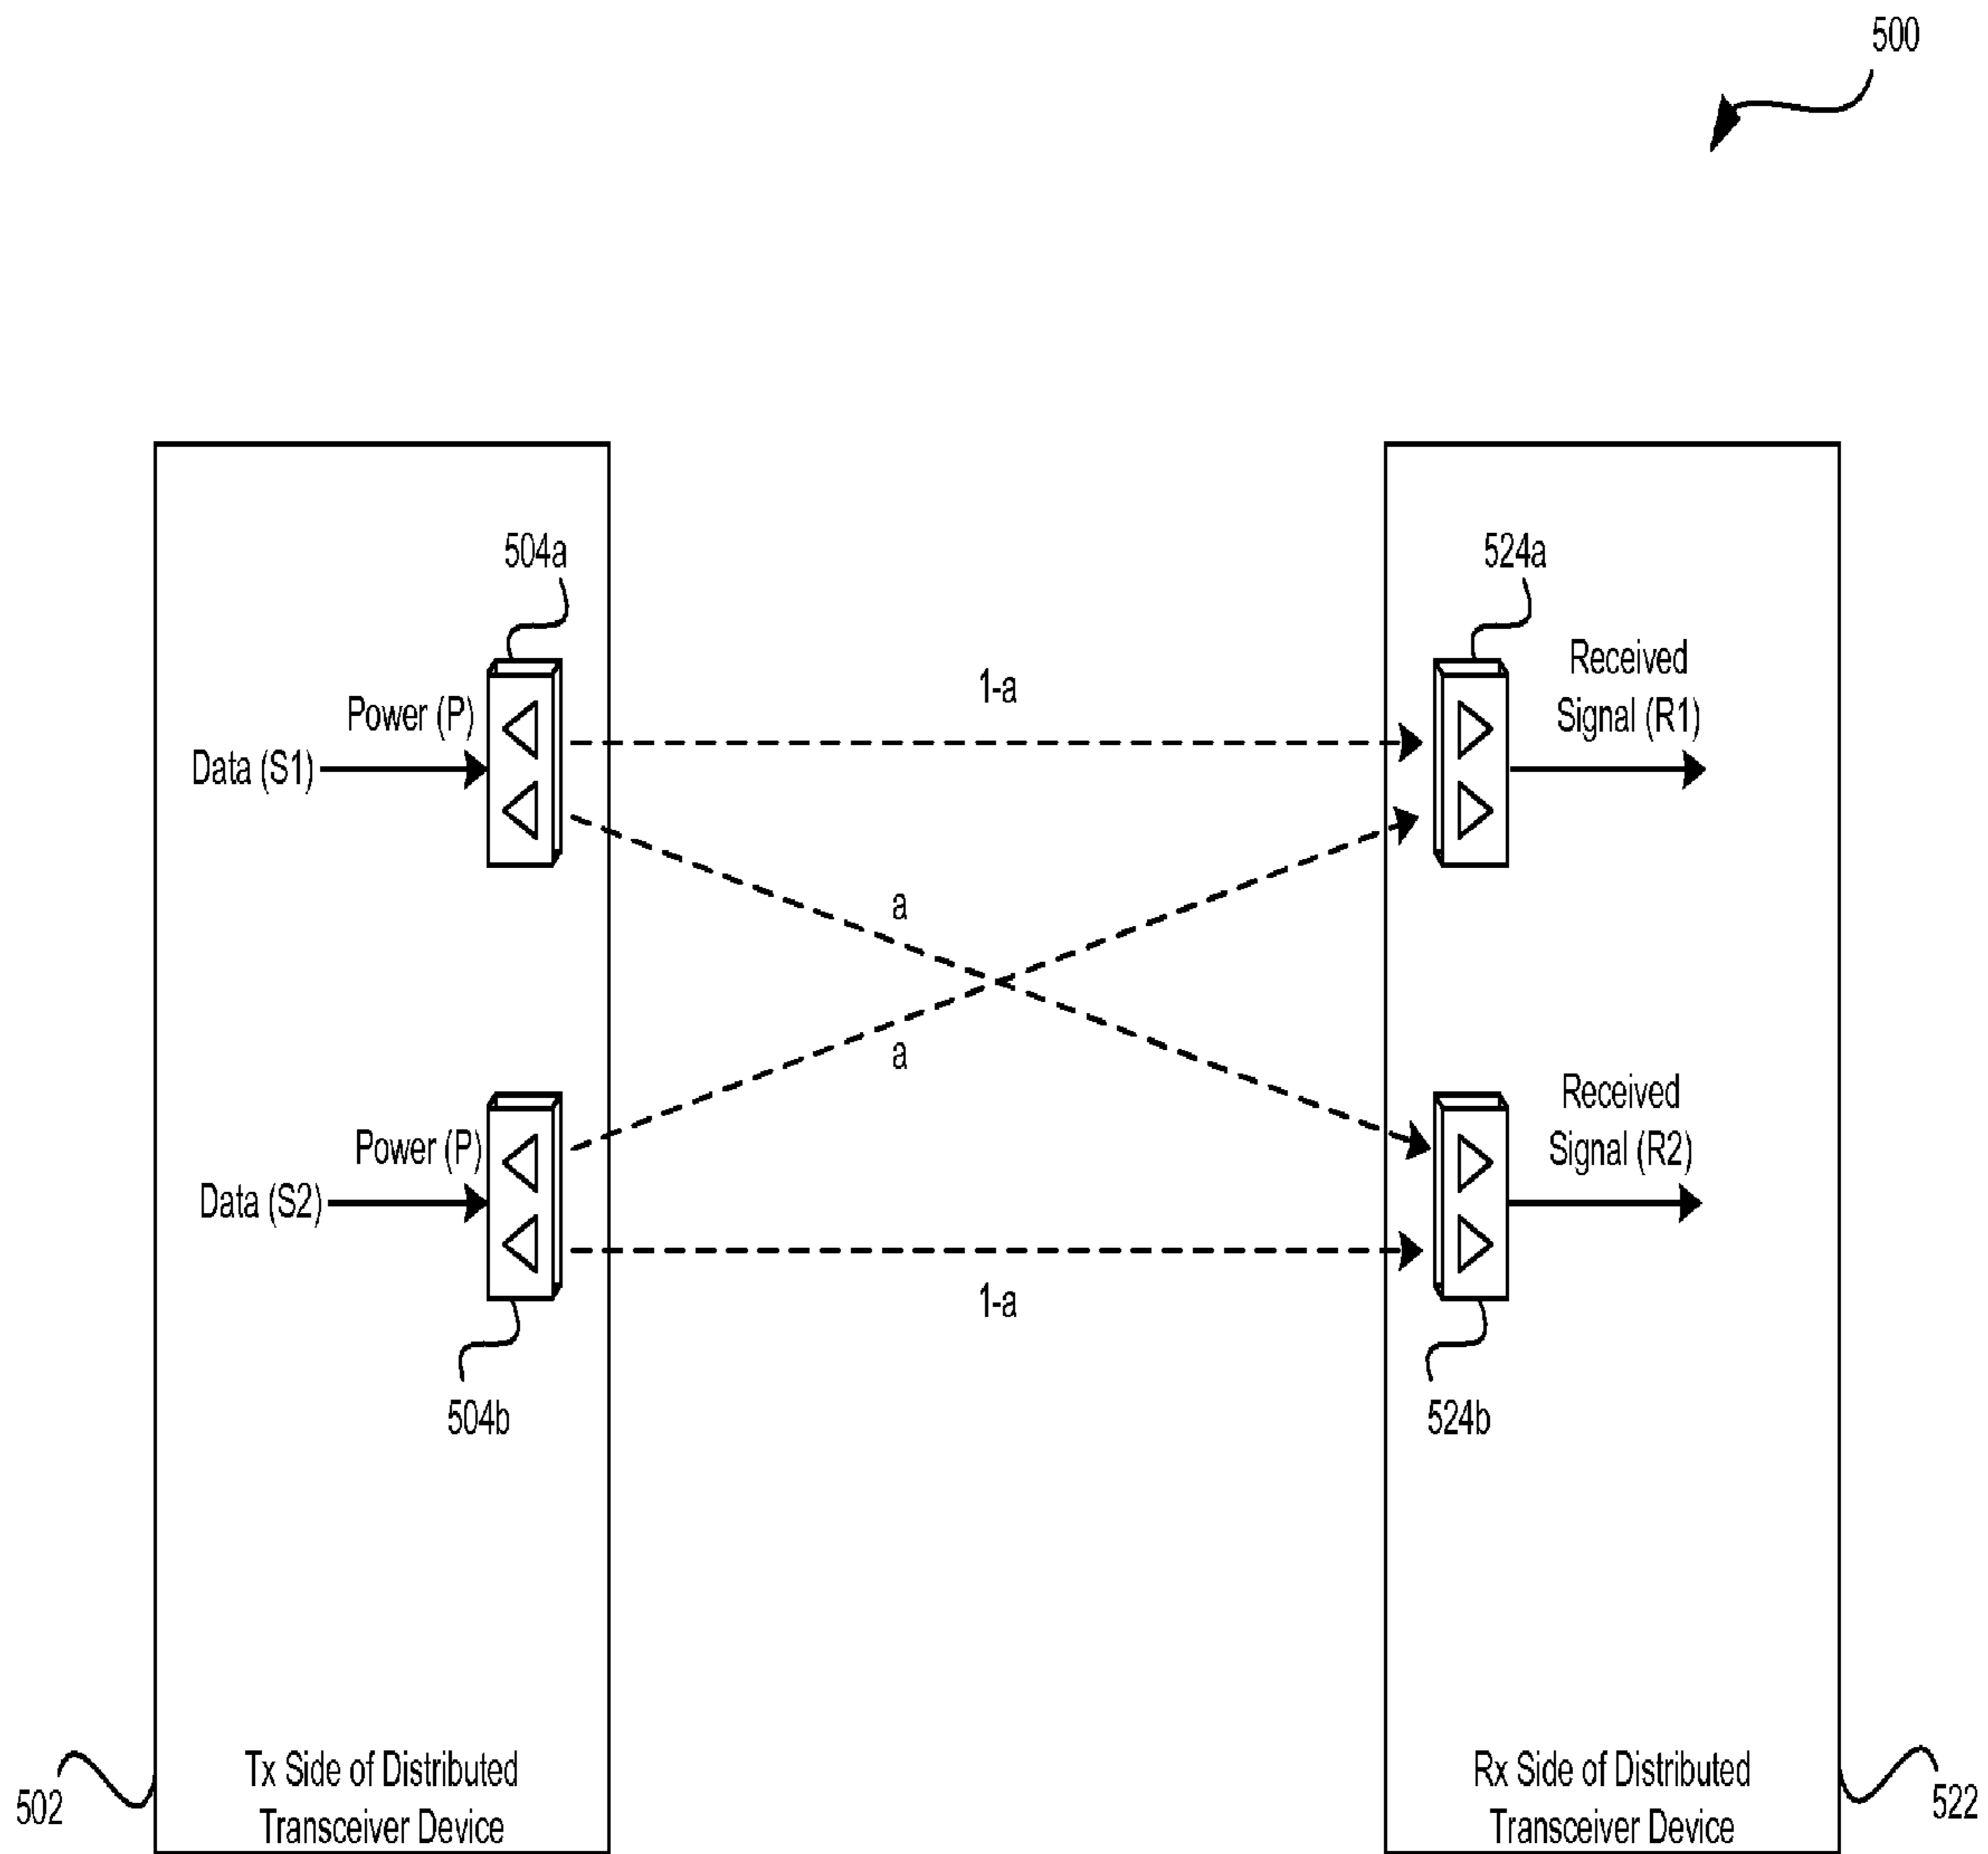 500
504a
524a
Received
Signal (R1)
1-a
Power (P)
Data (S1)
a
a
Received
Signal (R2)
Power (P)
Data (S2)
1-a
504b
524b
Tx Side of Distributed
Transceiver Device
Rx Side of Distributed
Transceiver Device
502
522